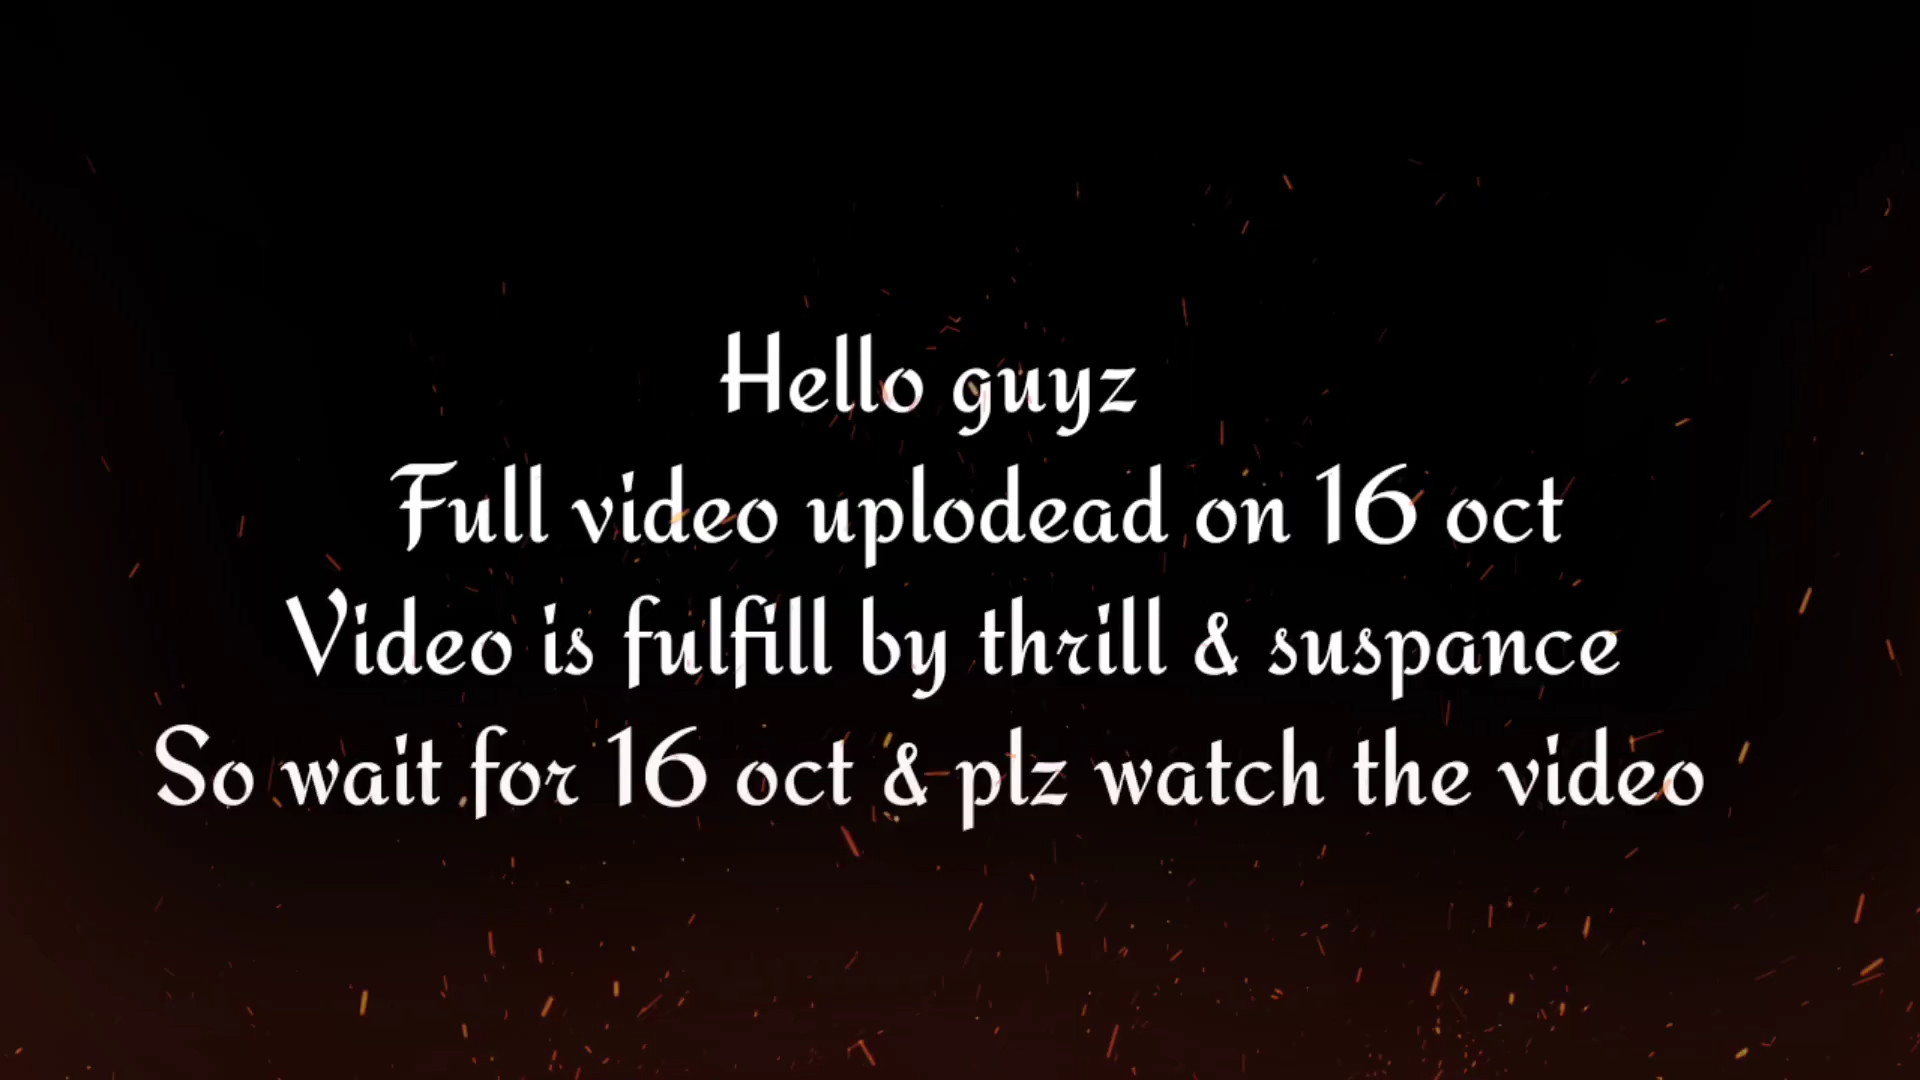 Hello guyz
Full video uplodead on 16 oct
Video is fulfill by thrill & suspance
So wait for 16 oct & plz watch the video